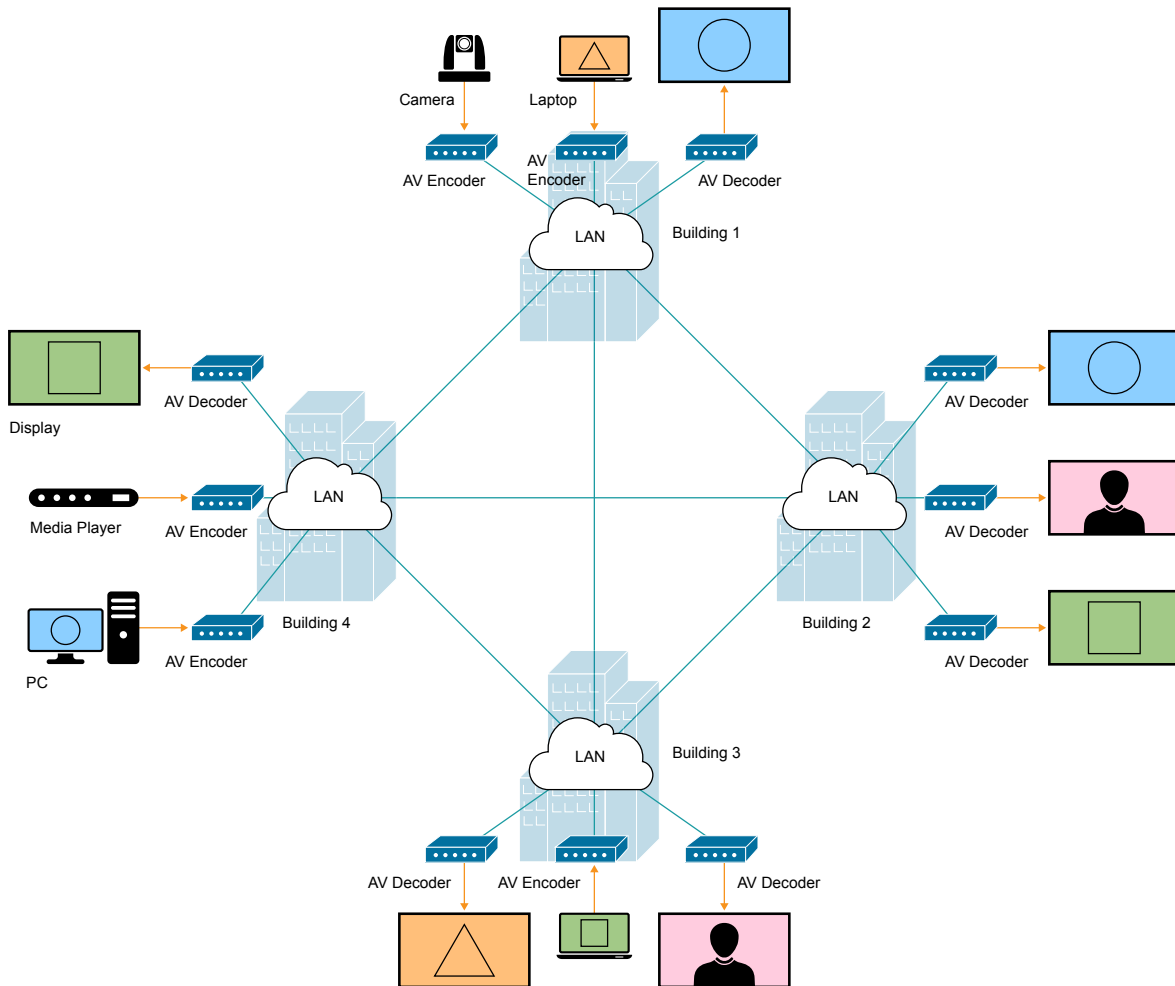 Camera
Laptop
AV Encoder
AV
Encoder
AV Decoder
LAN
Building 1
Display
AV Decoder
AV Decoder
LAN
LAN
Media Player
AV Encoder
AV Decoder
Building 4
Building 2
PC
AV Encoder
AV Decoder
LAN
Building 3
AV Decoder
AV Encoder
AV Decoder